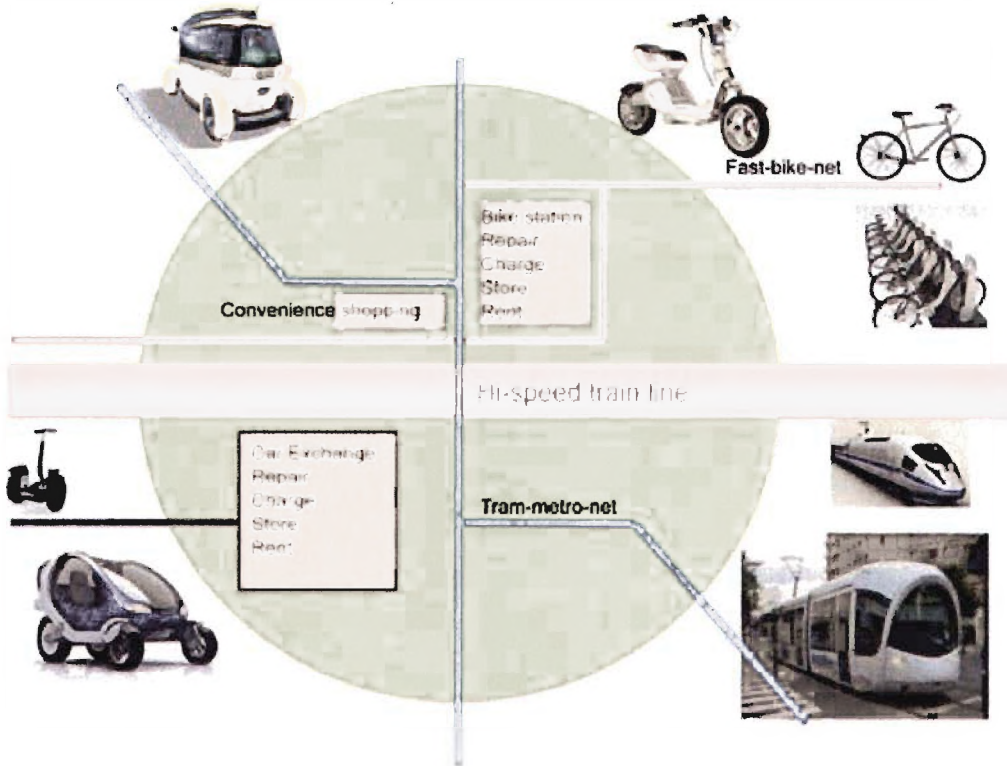 Fast-bike-net
Bike station
Repair
Charge
Store
Rent
Convenience shopping
Hi-speed train line
Car Exchange
Repair
Charge
Store
Rent
Tram-metro-net